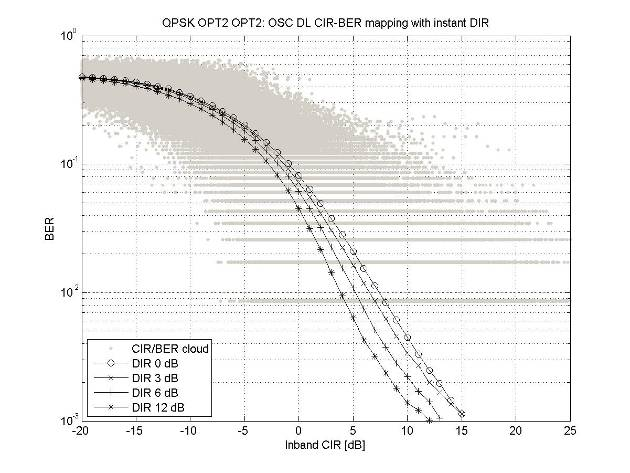 QPSK OPT2 OPT2: OSC DL CIR-BER mapping with instant DIR
10^0
10^-1
10^-2
10^-3
BER
CIR/BER cloud
DIR 0 dB
DIR 3 dB
DIR 6 dB
DIR 12 dB
-20 -15 -10 -5 0 5 10 15 20 25
Inband CIR [dB]